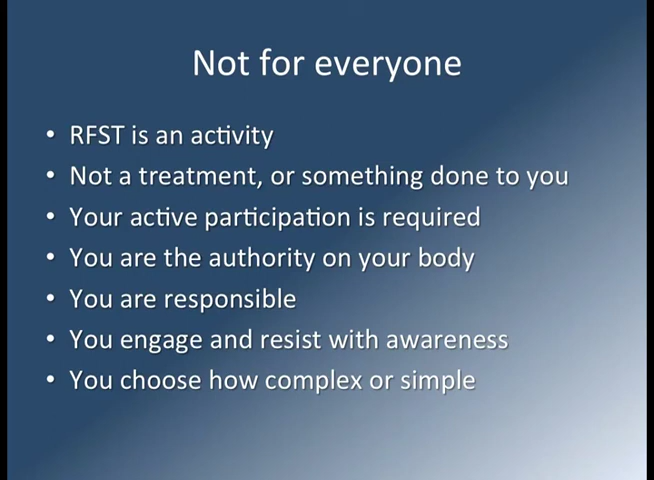 Not for everyone
• RFST is an activity
• Not a treatment, or something done to you
• Your active participation is required
• You are the authority on your body
• You are responsible
• You engage and resist with awareness
• You choose how complex or simple